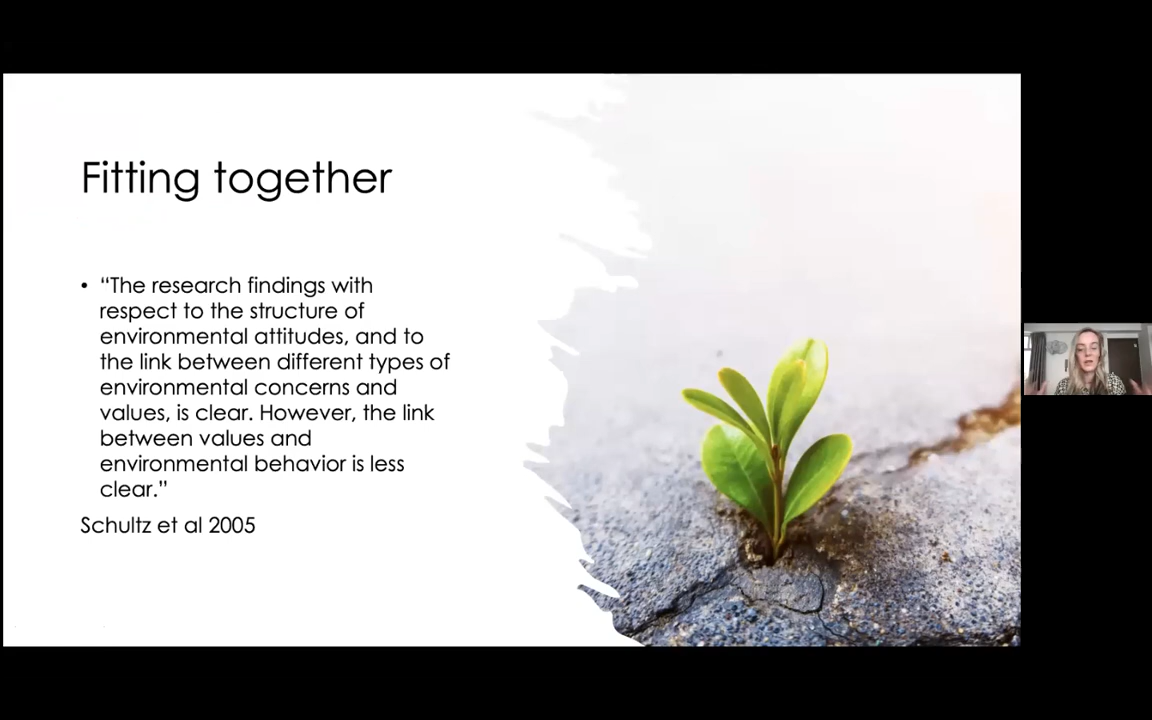 Fitting together
• “The research findings with
respect to the structure of
environmental attitudes, and to
the link between different types of
environmental concerns and
values, is clear. However, the link
between values and
environmental behavior is less
clear.”
Schultz et al 2005